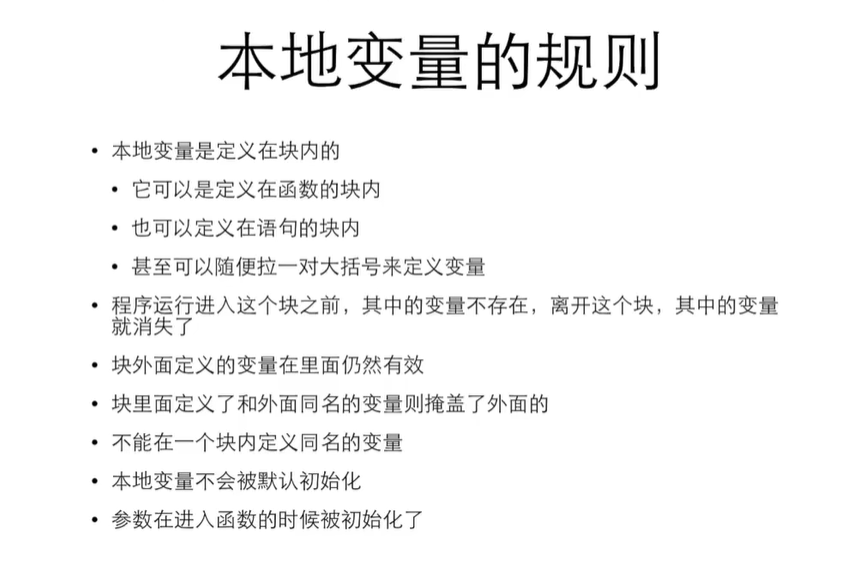 本地变量的规则
• 本地变量是定义在块内的
• 它可以是定义在函数的块内
• 也可以定义在语句的块内
• 甚至可以随便拉一对大括号来定义变量
• 程序运行进入这个块之前，其中的变量不存在，离开这个块，其中的变量
就消失了
• 块外面定义的变量在里面仍然有效
• 块里面定义了和外面同名的变量则掩盖了外面的
• 不能在一个块内定义同名的变量
• 本地变量不会被默认初始化
• 参数在进入函数的时候被初始化了